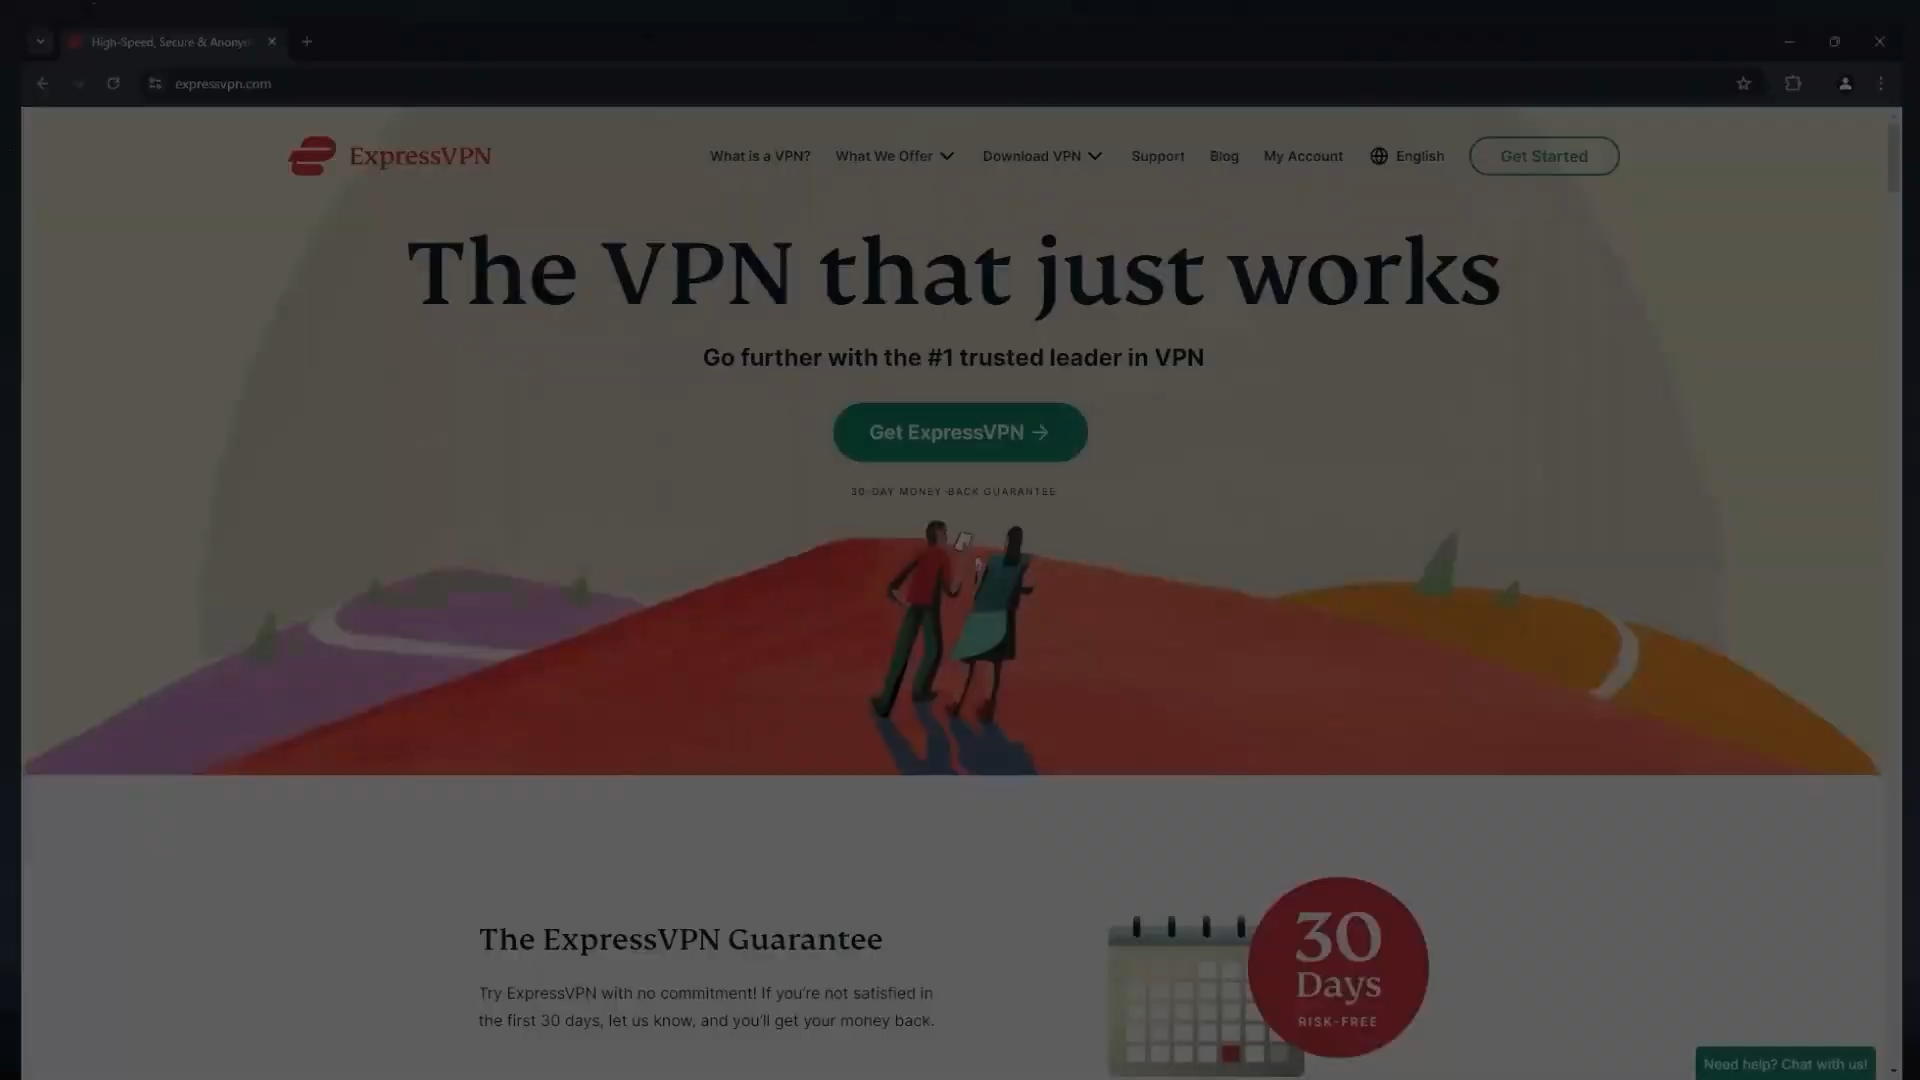 High-Speed, Secure & Anony
expressvpn.com
ExpressVPN
What is a VPN?
What We Offer
Download VPN
Support
Blog
My Account
English
Get Started
The VPN that just works
Go further with the #1 trusted leader in VPN
Get ExpressVPN →
30-DAY MONEY-BACK GUARANTEE
The ExpressVPN Guarantee
Try ExpressVPN with no commitment! If you're not satisfied in
the first 30 days, let us know, and you'll get your money back.
30
Days
RISK-FREE
Need help? Chat with us!